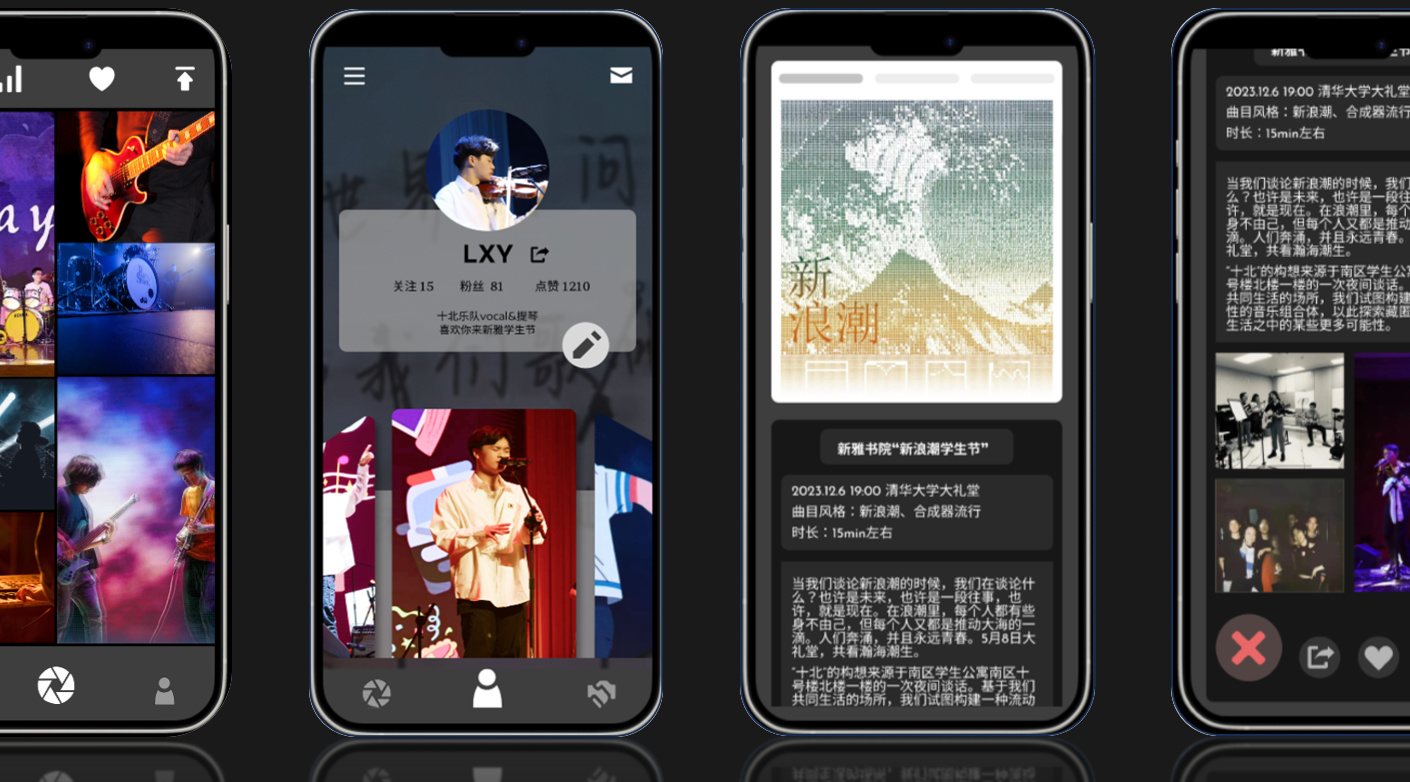 ay
世界
问
我们歌
LXY
关注 15 粉丝 81 点赞 1210
十北乐队vocal&提琴
喜欢你来新雅学生节
新
浪潮
新雅书院“新浪潮学生节”
2023.12.6 19:00 清华大学大礼堂
曲目风格：新浪潮、合成器流行
时长：15min左右
当我们谈论新浪潮的时候，我们在谈论什
么？也许是未来，也许是一段往事，也
许，就是现在。在浪潮里，每个人都有些
身不由己，但每个人又都是推动大海的一
滴。人们奔涌，并且永远青春。5月8日大
礼堂，共看瀚海潮生。
“十北”的构想来源于南区学生公寓南区十
号楼北楼一楼的一次夜间谈话。基于我们
共同生活的场所，我们试图构建一种流动
2023.12.6 19:00 清华大学大礼堂
曲目风格：新浪潮、合成器流行
时长：15min左右
当我们谈论新浪潮的时候，我们
么？也许是未来，也许是一段往
许，就是现在。在浪潮里，每个
身不由己，但每个人又都是推动
滴。人们奔涌，并且永远青春。
礼堂，共看瀚海潮生。
“十北”的构想来源于南区学生公
号楼北楼一楼的一次夜间谈话。
共同生活的场所，我们试图构建
性的音乐组合体，以此探索藏匿
生活之中的某些更多可能性。